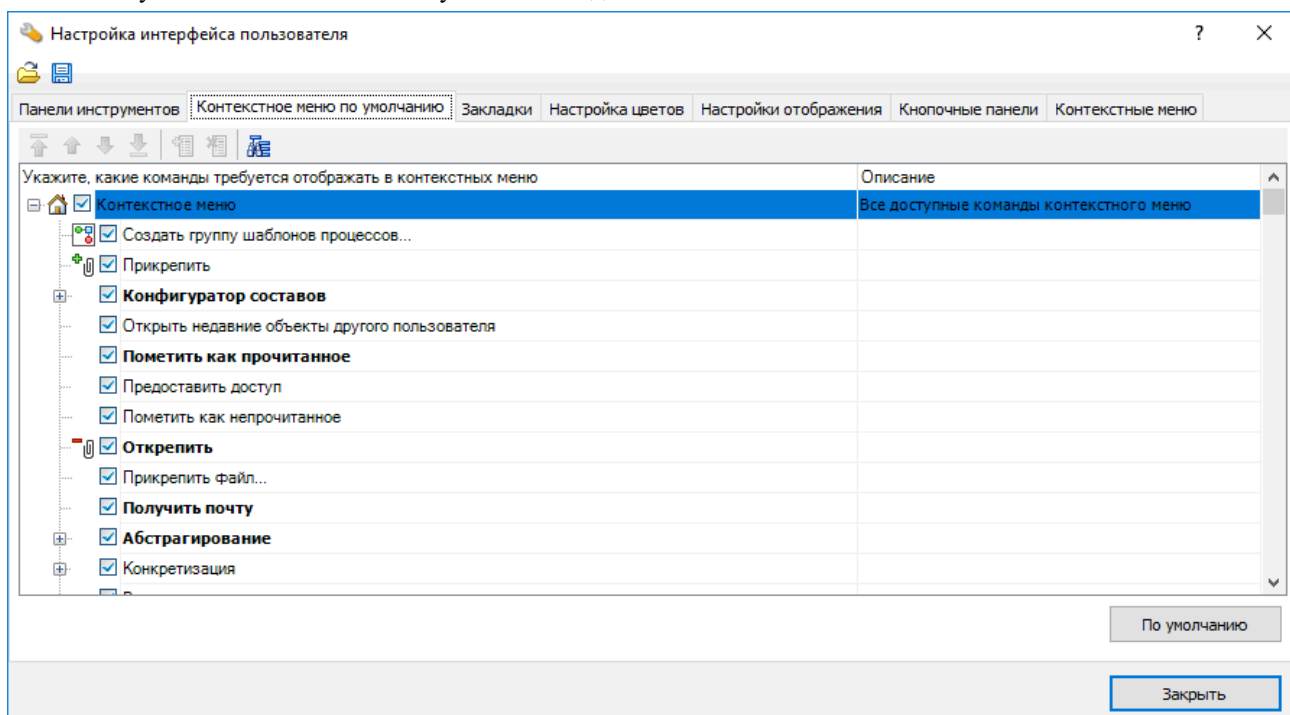 Настройка интерфейса пользователя
?
Панели инструментов Контекстное меню по умолчанию Закладки Настройка цветов Настройки отображения Кнопочные панели Контекстные меню
Укажите, какие команды требуется отображать в контекстных меню Описание
Контекстное меню Все доступные команды контекстного меню
Создать группу шаблонов процессов...
Прикрепить
Конфигуратор составов
Открыть недавние объекты другого пользователя
Пометить как прочитанное
Предоставить доступ
Пометить как непрочитанное
Открепить
Прикрепить файл...
Получить почту
Абстрагирование
Конкретизация
По умолчанию
Закрыть